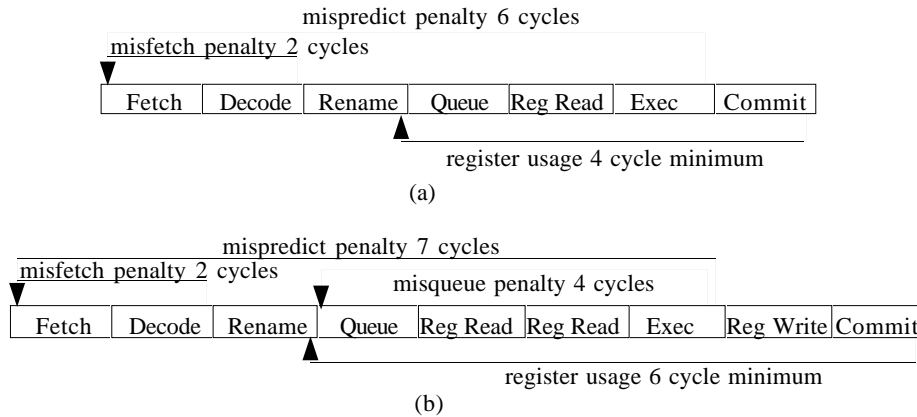 mispredict penalty 6 cycles
misfetch penalty 2 cycles
Fetch Decode Rename Queue Reg Read Exec Commit
register usage 4 cycle minimum
(a)
mispredict penalty 7 cycles
misfetch penalty 2 cycles
misqueue penalty 4 cycles
Fetch Decode Rename Queue Reg Read Reg Read Exec Reg Write Commit
register usage 6 cycle minimum
(b)